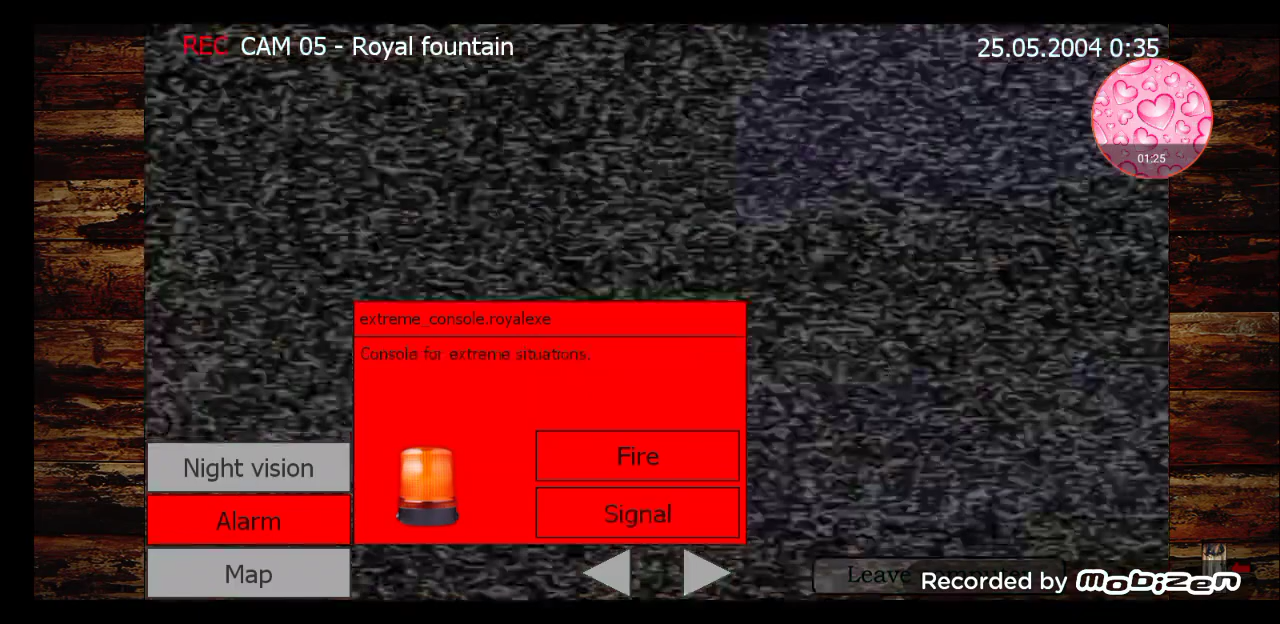 REC CAM 05 - Royal fountain
25.05.2004 0:35
01:25
extreme_console.royalexe
Console for extreme situations.
Fire
Night vision
Signal
Alarm
Map
Leave
Recorded by Mobizen